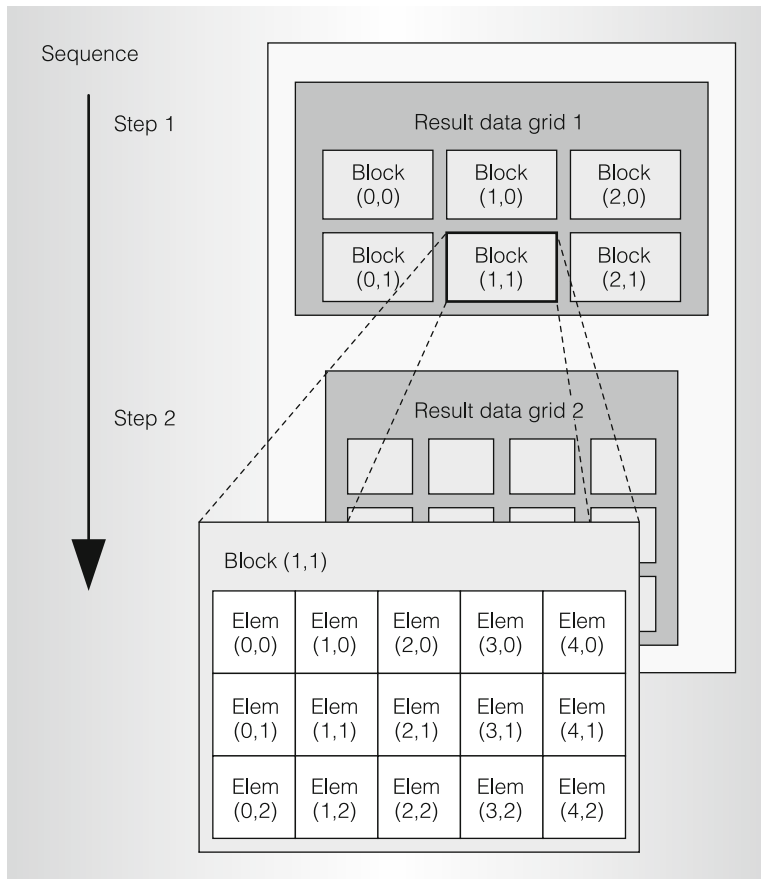 Sequence
Step 1
Result data grid 1
Block Block Block
(0,0) (1,0) (2,0)
Block Block Block
(0,1) (1,1) (2,1)
Step 2
Result data grid 2
Block (1,1)
Elem Elem Elem Elem Elem
(0,0) (1,0) (2,0) (3,0) (4,0)
Elem Elem Elem Elem Elem
(0,1) (1,1) (2,1) (3,1) (4,1)
Elem Elem Elem Elem Elem
(0,2) (1,2) (2,2) (3,2) (4,2)